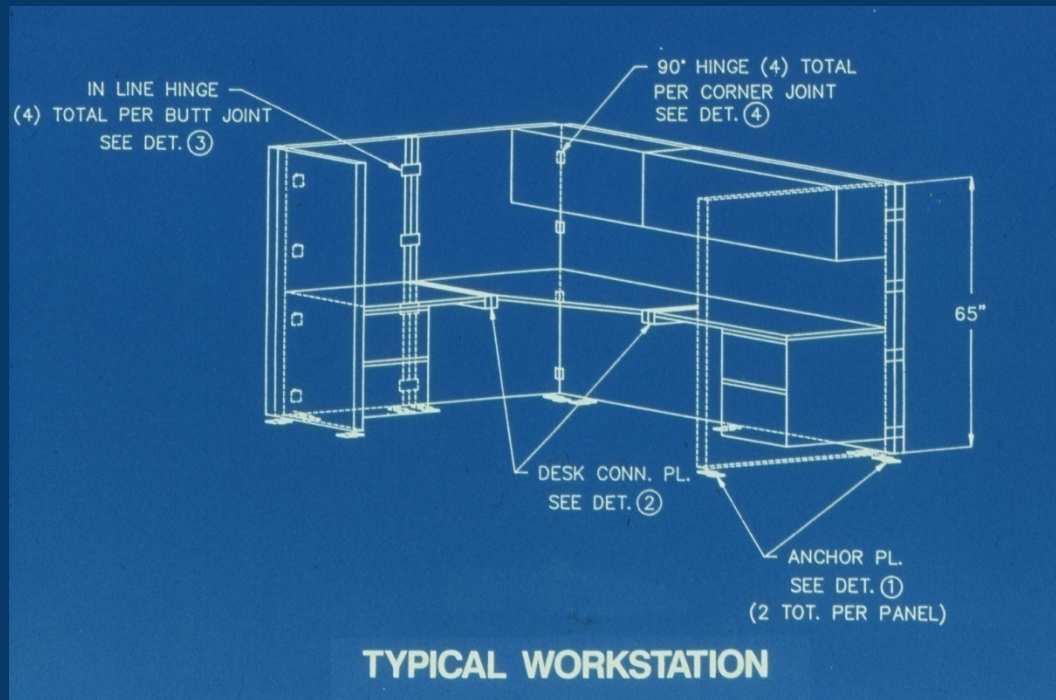 IN LINE HINGE
(4) TOTAL PER BUTT JOINT
SEE DET. 3
90° HINGE (4) TOTAL
PER CORNER JOINT
SEE DET. 4
65"
DESK CONN. PL.
SEE DET. 2
ANCHOR PL.
SEE DET. 1
(2 TOT. PER PANEL)
TYPICAL WORKSTATION